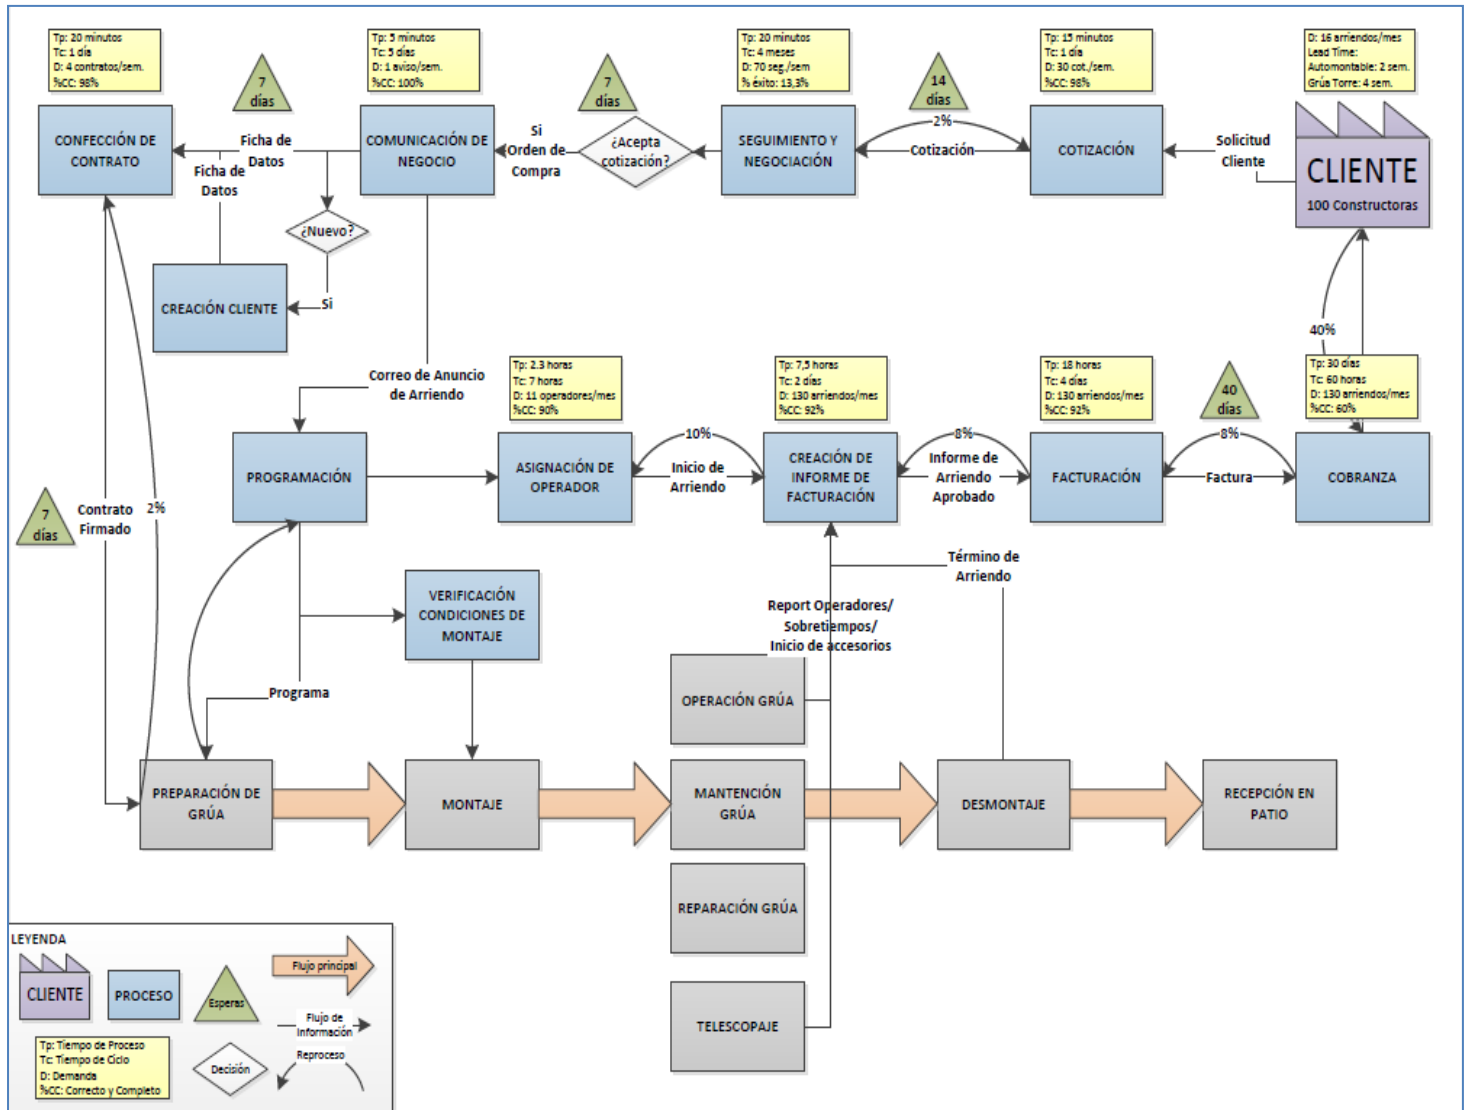 Tp: 20 minutos
Tc: 1 día
D: 4 contratos/sem.
%CC: 98%
7
días
Tp: 5 minutos
Tc: 5 días
D: 1 aviso/sem.
%CC: 100%
7
días
Tp: 20 minutos
Tc: 4 meses
D: 70 seg./sem
% éxito: 13,3%
14
días
Tp: 15 minutos
Tc: 1 día
D: 30 cot./sem.
%CC: 98%
D: 16 arriendos/mes
Lead Time:
Automontable: 2 sem.
Grúa Torre: 4 sem.
CONFECCIÓN DE
CONTRATO
Ficha de
Datos
Ficha de
Datos
COMUNICACIÓN DE
NEGOCIO
Si
Orden de
Compra
¿Acepta
cotización?
SEGUIMIENTO Y
NEGOCIACIÓN
2%
Cotización
COTIZACIÓN
Solicitud
Cliente
CLIENTE
100 Constructoras
¿Nuevo?
Si
CREACIÓN CLIENTE
40%
Correo de Anuncio
de Arriendo
Tp: 2.3 horas
Tc: 7 horas
D: 11 operadores/mes
%CC: 90%
Tp: 7,5 horas
Tc: 2 días
D: 130 arriendos/mes
%CC: 92%
Tp: 18 horas
Tc: 4 días
D: 130 arriendos/mes
%CC: 92%
40
días
Tp: 30 días
Tc: 60 horas
D: 130 arriendos/mes
%CC: 60%
PROGRAMACIÓN
ASIGNACIÓN DE
OPERADOR
10%
Inicio de
Arriendo
CREACIÓN DE
INFORME DE
FACTURACIÓN
8%
Informe de
Arriendo
Aprobado
FACTURACIÓN
8%
Factura
COBRANZA
7
días
Contrato
Firmado
2%
VERIFICACIÓN
CONDICIONES DE
MONTAJE
Término de
Arriendo
Report Operadores/
Sobretiempos/
Inicio de accesorios
Programa
OPERACIÓN GRÚA
PREPARACIÓN DE
GRÚA
MONTAJE
MANTENCIÓN
GRÚA
DESMONTAJE
RECEPCIÓN EN
PATIO
REPARACIÓN GRÚA
TELESCOPAJE
LEYENDA
CLIENTE
PROCESO
Esperas
Flujo principal
Flujo de
Información
Tp: Tiempo de Proceso
Tc: Tiempo de Ciclo
D: Demanda
%CC: Correcto y Completo
Decisión
Reproceso